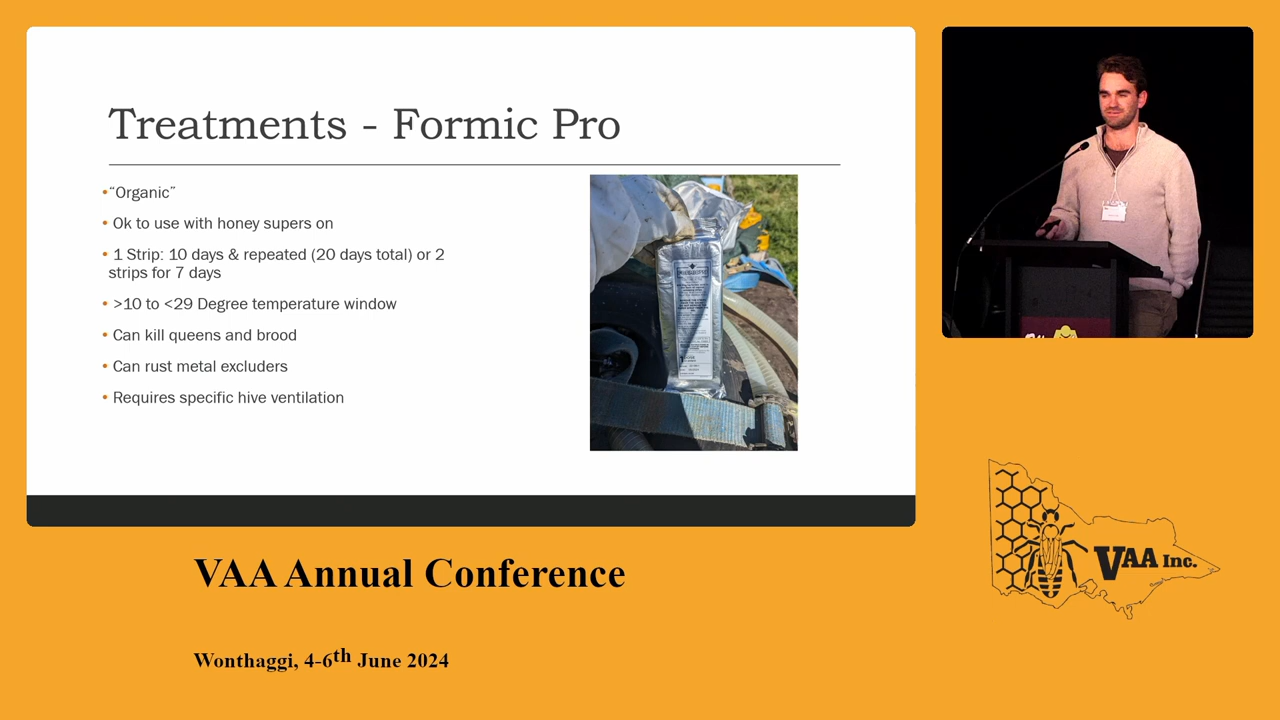 Treatments - Formic Pro
•“Organic”
• Ok to use with honey supers on
• 1 Strip: 10 days & repeated (20 days total) or 2
strips for 7 days
• >10 to <29 Degree temperature window
• Can kill queens and brood
• Can rust metal excluders
• Requires specific hive ventilation
VAA Inc.
VAA Annual Conference
Wonthaggi, 4-6th June 2024